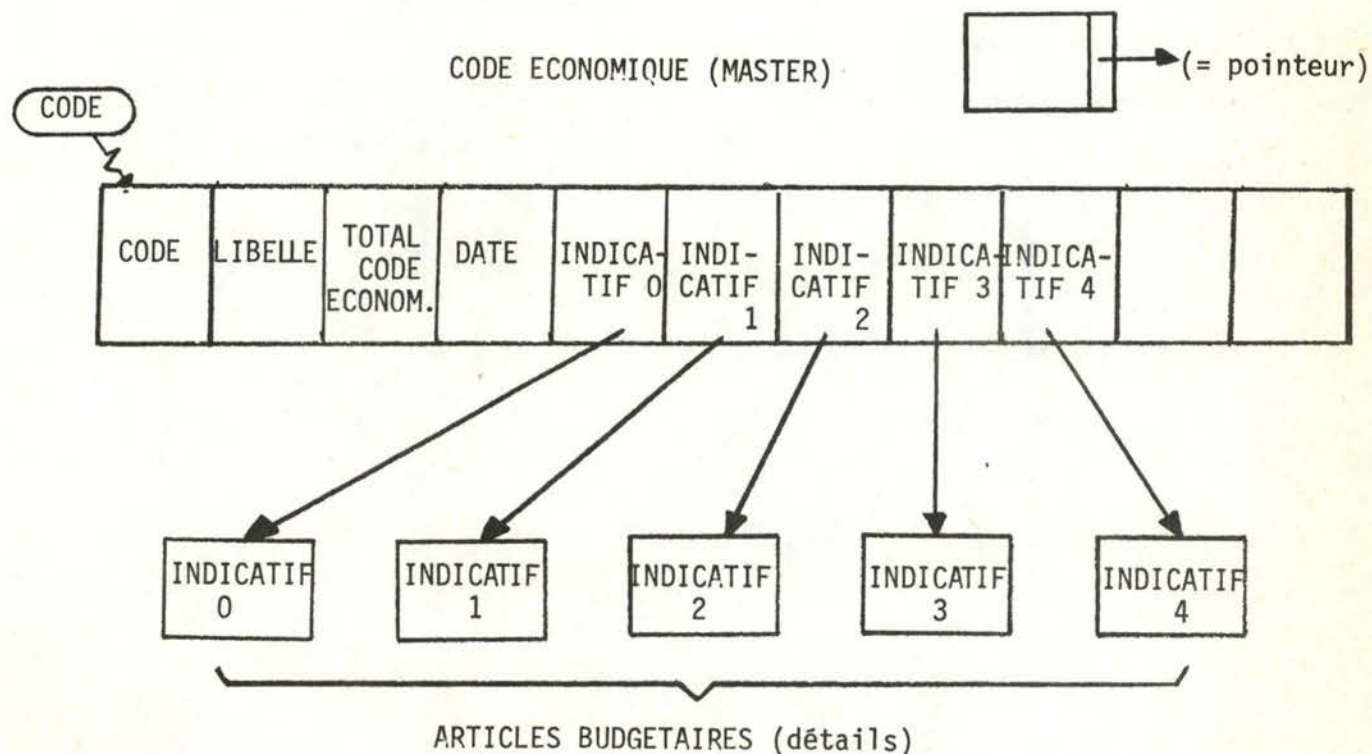 CODE ECONOMIQUE (MASTER)
(= pointeur)
CODE
CODE
LIBELLE
TOTAL
CODE
ECONOM.
DATE
INDICA-
TIF 0
INDI-
CATIF
1
INDI-
CATIF
2
INDICA-
TIF 3
INDICA-
TIF 4
INDICATIF
0
INDICATIF
1
INDICATIF
2
INDICATIF
3
INDICATIF
4
ARTICLES BUDGETAIRES (détails)